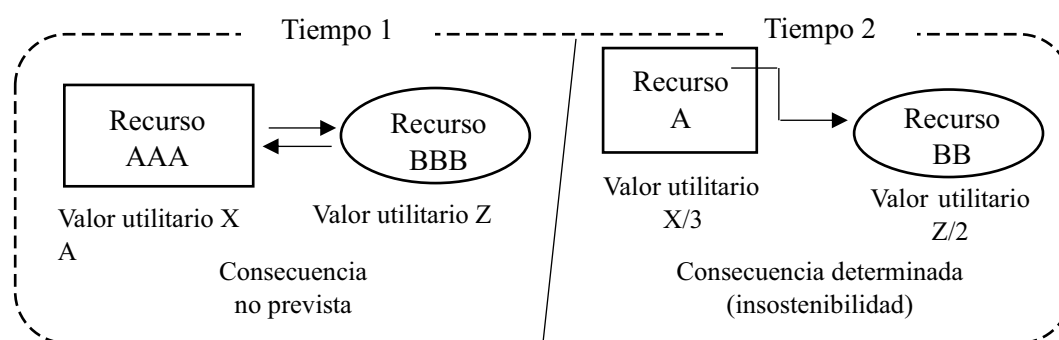 Tiempo 1
Recurso
AAA
Recurso
BBB
Valor utilitario X
A
Valor utilitario Z
Consecuencia
no prevista
Tiempo 2
Recurso
A
Recurso
BB
Valor utilitario
X/3
Valor utilitario
Z/2
Consecuencia determinada
(insostenibilidad)